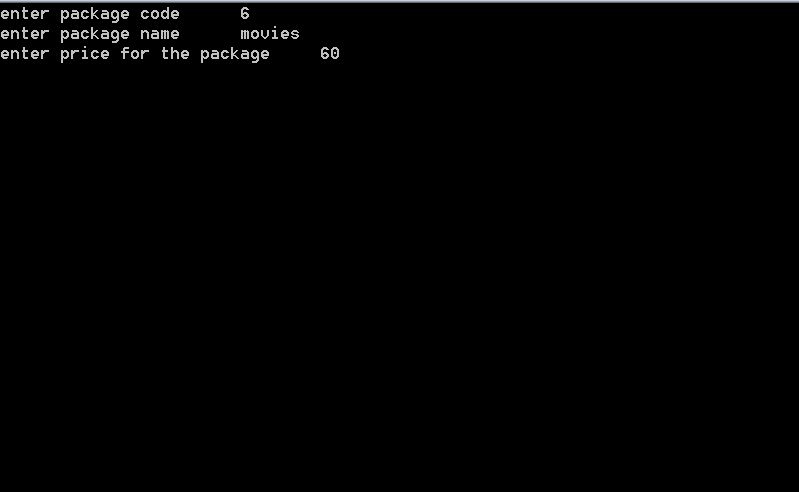 enter package code      6
enter package name      movies
enter price for the package     60